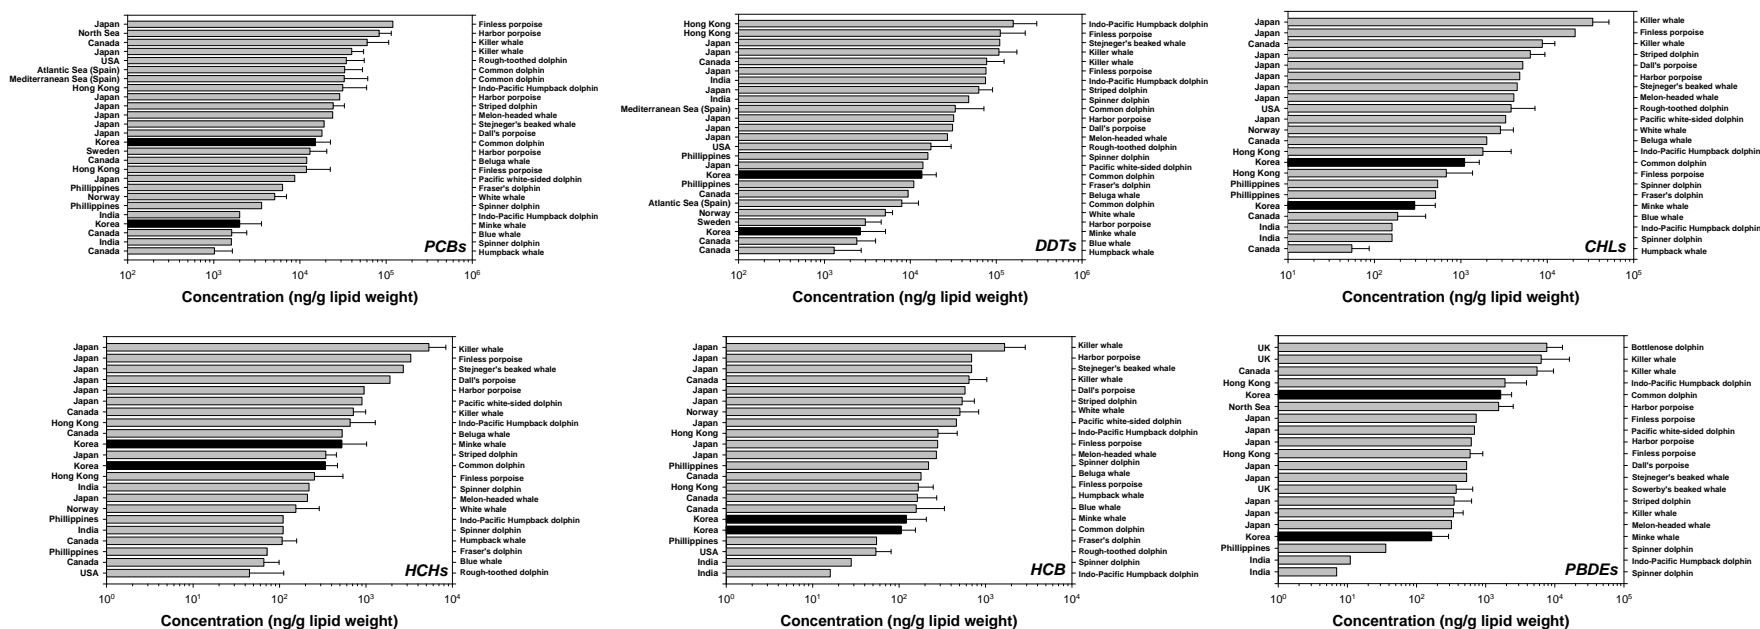 Japan Finless porpoise
North Sea Harbor porpoise
Canada Killer whale
Japan Killer whale
USA Rough-toothed dolphin
Atlantic Sea (Spain) Common dolphin
Mediterranean Sea (Spain) Common dolphin
Hong Kong Indo-Pacific Humpback dolphin
Japan Harbor porpoise
Japan Striped dolphin
Japan Melon-headed whale
Japan Stejneger's beaked whale
Japan Dall's porpoise
Korea Common dolphin
Sweden Harbor porpoise
Canada Beluga whale
Hong Kong Finless porpoise
Japan Pacific white-sided dolphin
Phillippines Fraser's dolphin
Norway White whale
Phillippines Spinner dolphin
India Indo-Pacific Humpback dolphin
Korea Minke whale
Canada Blue whale
India Spinner dolphin
Canada Humpback whale
PCBs
10² 10³ 10⁴ 10⁵ 10⁶
Concentration (ng/g lipid weight)
Hong Kong Indo-Pacific Humpback dolphin
Hong Kong Finless porpoise
Japan Stejneger's beaked whale
Japan Killer whale
Canada Killer whale
Japan Finless porpoise
India Indo-Pacific Humpback dolphin
Japan Striped dolphin
India Spinner dolphin
Mediterranean Sea (Spain) Common dolphin
Japan Harbor porpoise
Japan Dall's porpoise
Japan Melon-headed whale
USA Rough-toothed dolphin
Phillippines Spinner dolphin
Japan Pacific white-sided dolphin
Korea Common dolphin
Phillippines Fraser's dolphin
Canada Beluga whale
Atlantic Sea (Spain) Common dolphin
Norway White whale
Sweden Harbor porpoise
Korea Minke whale
Canada Blue whale
Canada Humpback whale
DDTs
10² 10³ 10⁴ 10⁵ 10⁶
Concentration (ng/g lipid weight)
Japan Killer whale
Japan Finless porpoise
Canada Killer whale
Japan Striped dolphin
Japan Dall's porpoise
Japan Harbor porpoise
Japan Stejneger's beaked whale
Japan Melon-headed whale
USA Rough-toothed dolphin
Japan Pacific white-sided dolphin
Norway White whale
Canada Beluga whale
Hong Kong Indo-Pacific Humpback dolphin
Korea Common dolphin
Hong Kong Finless porpoise
Phillippines Spinner dolphin
Phillippines Fraser's dolphin
Korea Minke whale
Canada Blue whale
India Indo-Pacific Humpback dolphin
India Spinner dolphin
Canada Humpback whale
CHLs
10¹ 10² 10³ 10⁴ 10⁵
Concentration (ng/g lipid weight)
Japan Killer whale
Japan Finless porpoise
Japan Stejneger's beaked whale
Japan Dall's porpoise
Japan Harbor porpoise
Japan Pacific white-sided dolphin
Canada Killer whale
Hong Kong Indo-Pacific Humpback dolphin
Canada Beluga whale
Korea Minke whale
Japan Striped dolphin
Korea Common dolphin
Hong Kong Finless porpoise
India Spinner dolphin
Japan Melon-headed whale
Norway White whale
Phillippines Indo-Pacific Humpback dolphin
India Spinner dolphin
Canada Humpback whale
Phillippines Fraser's dolphin
Canada Blue whale
USA Rough-toothed dolphin
HCHs
10⁰ 10¹ 10² 10³ 10⁴
Concentration (ng/g lipid weight)
Japan Killer whale
Japan Harbor porpoise
Japan Stejneger's beaked whale
Canada Killer whale
Japan Dall's porpoise
Japan Striped dolphin
Norway White whale
Japan Pacific white-sided dolphin
Hong Kong Indo-Pacific Humpback dolphin
Japan Finless porpoise
Japan Melon-headed whale
Phillippines Spinner dolphin
Canada Beluga whale
Hong Kong Finless porpoise
Canada Humpback whale
Canada Blue whale
Korea Minke whale
Korea Common dolphin
Phillippines Fraser's dolphin
USA Rough-toothed dolphin
India Spinner dolphin
India Indo-Pacific Humpback dolphin
HCB
10⁰ 10¹ 10² 10³ 10⁴
Concentration (ng/g lipid weight)
UK Bottlenose dolphin
UK Killer whale
Canada Killer whale
Hong Kong Indo-Pacific Humpback dolphin
Korea Common dolphin
North Sea Harbor porpoise
Japan Finless porpoise
Japan Pacific white-sided dolphin
Japan Harbor porpoise
Hong Kong Finless porpoise
Japan Dall's porpoise
Japan Stejneger's beaked whale
UK Sowerby's beaked whale
Japan Striped dolphin
Japan Killer whale
Japan Melon-headed whale
Korea Minke whale
Phillippines Spinner dolphin
India Indo-Pacific Humpback dolphin
India Spinner dolphin
PBDEs
10⁰ 10¹ 10² 10³ 10⁴ 10⁵
Concentration (ng/g lipid weight)